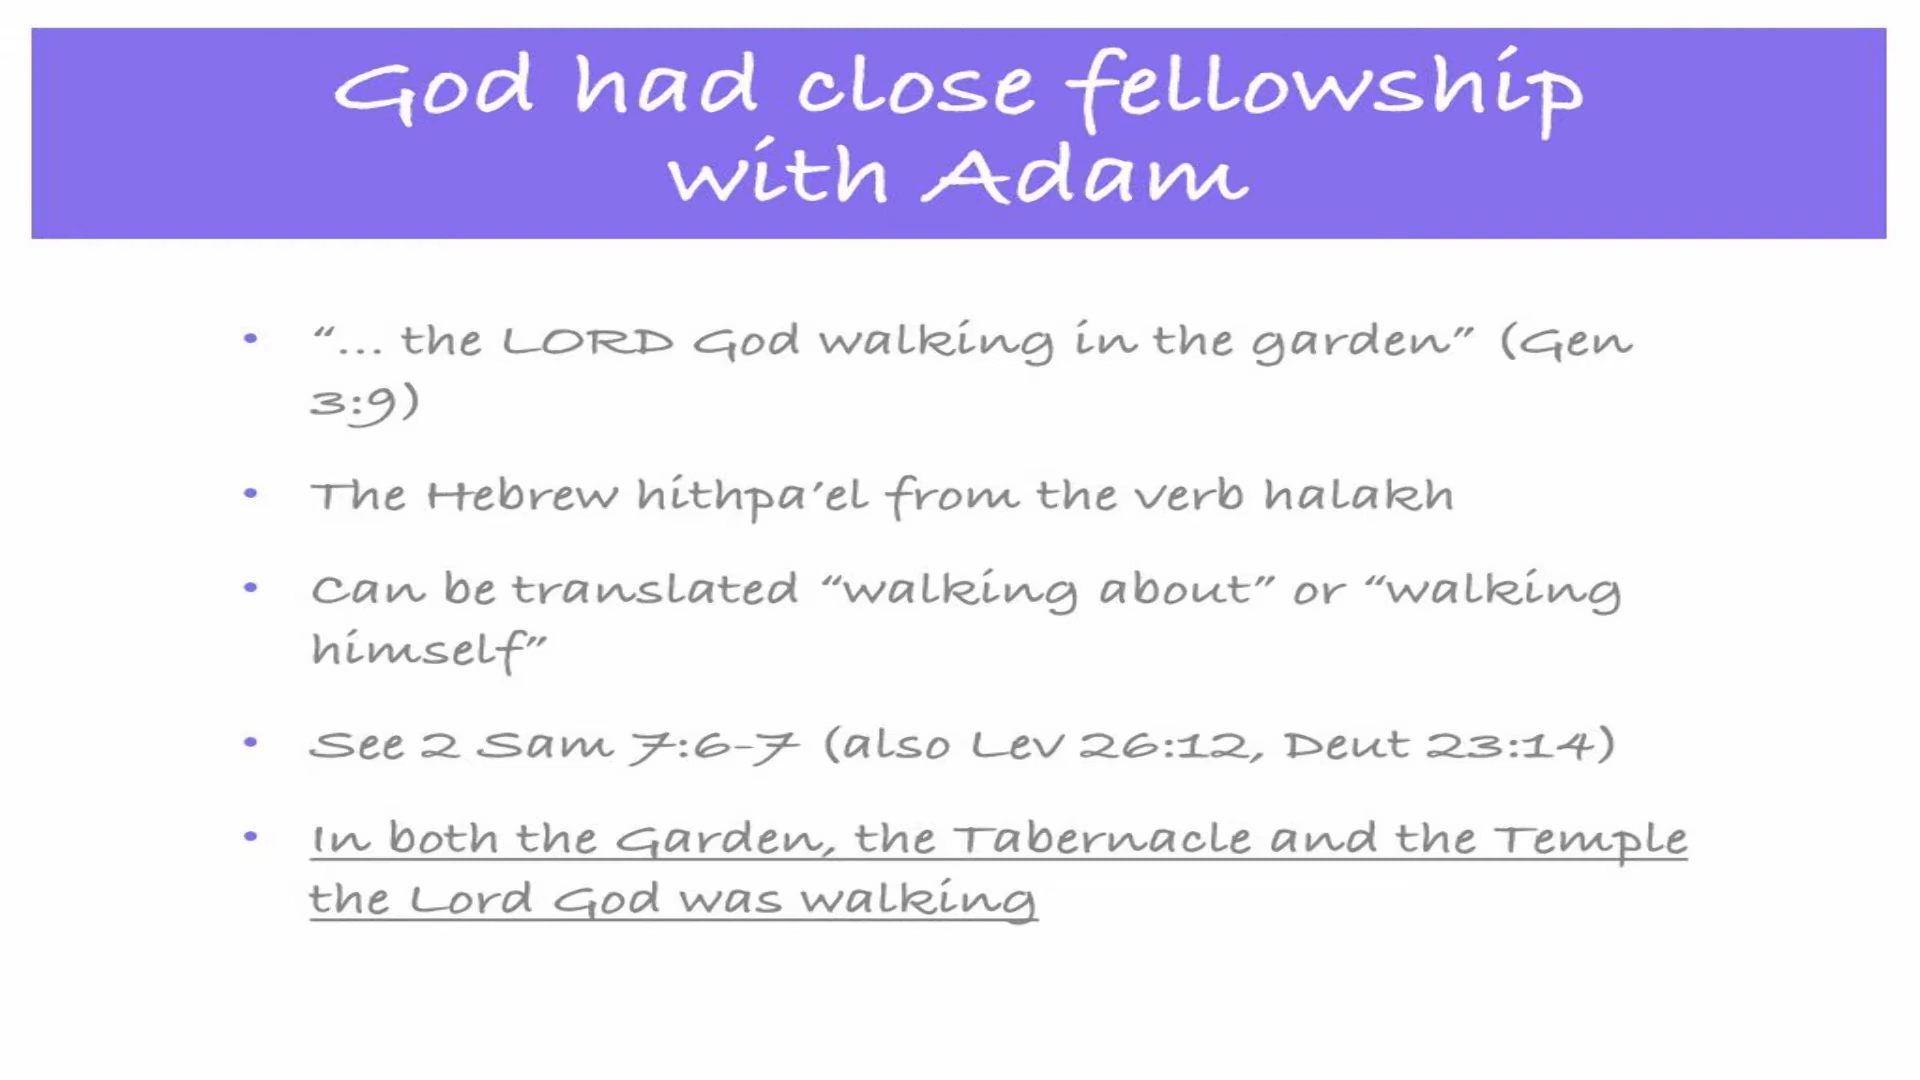 God had close fellowship
with Adam
• “... the LORD God walking in the garden” (Gen
3:9)
• The Hebrew hithpa’el from the verb halakh
• Can be translated “walking about” or “walking
himself”
• See 2 Sam 7:6-7 (also Lev 26:12, Deut 23:14)
• In both the Garden, the Tabernacle and the Temple
the Lord God was walking